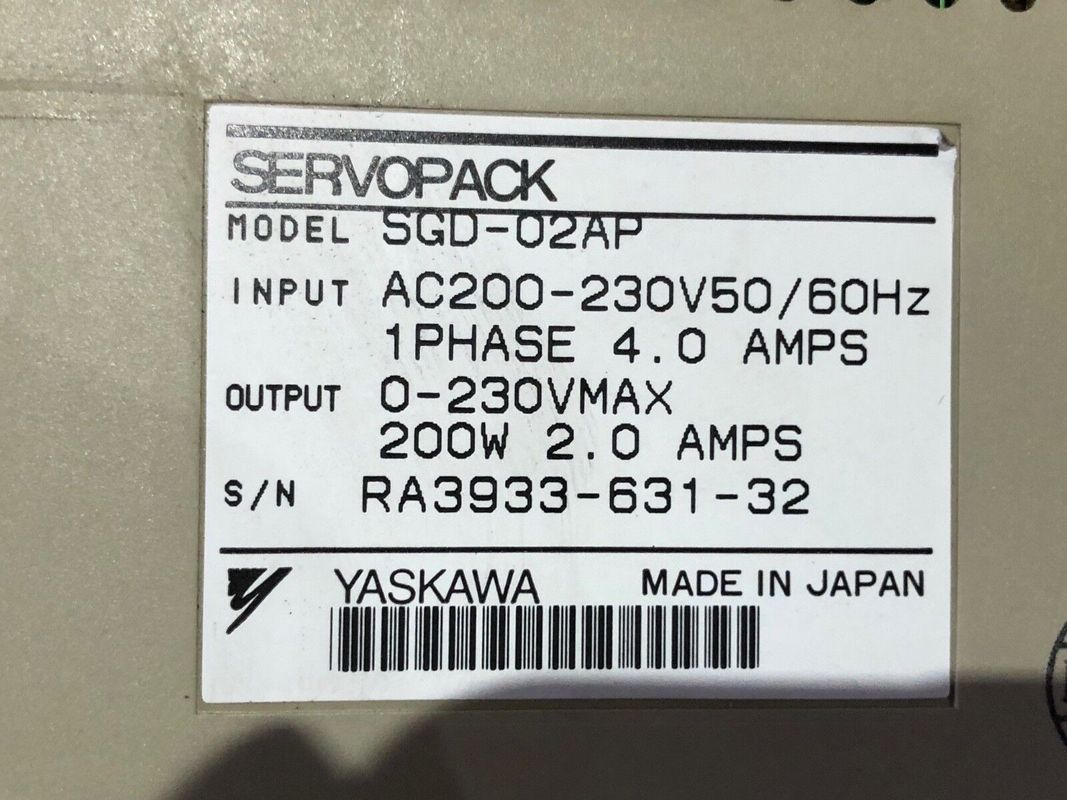 SERVOPACK
MODEL SGD-02AP
INPUT AC200-230V50/60Hz
1PHASE 4.0 AMPS
OUTPUT 0-230VMAX
200W 2.0 AMPS
S/N RA3933-631-32
YASKAWA MADE IN JAPAN